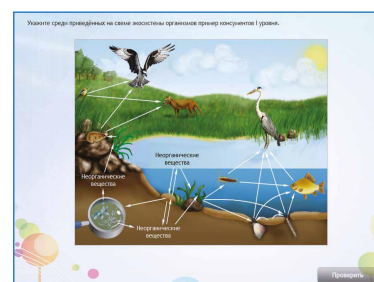 Укажите среди приведённых на схеме экосистемы организмов пример консументов I уровня.
Неорганические
вещества
Неорганические
вещества
Неорганические
вещества
Проверить